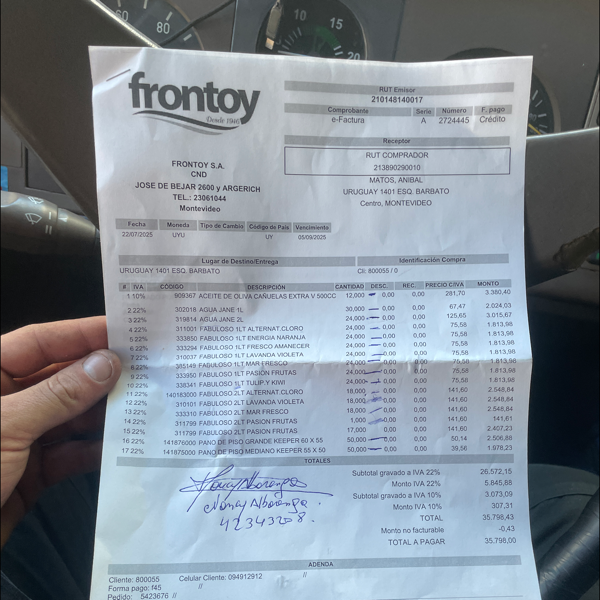 frontoy
Desde 1946
RUT Emisor
210148140017
Comprobante Serie Número F. pago
e-Factura A 2724445 Crédito
Receptor
RUT COMPRADOR
213890290010
MATOS, ANIBAL
URUGUAY 1401 ESQ. BARBATO
Centro, MONTEVIDEO
FRONTOY S.A.
CND
JOSE DE BEJAR 2600 y ARGERICH
TEL.: 23061044
Montevideo
Fecha Moneda Tipo de Cambio Código de País Vencimiento
22/07/2025 UYU UY 05/09/2025
Lugar de Destino/Entrega Identificación Compra
URUGUAY 1401 ESQ. BARBATO CI: 800055 / 0
# IVA CODIGO DESCRIPCIÓN CANTIDAD DESC. REC. PRECIO C/IVA MONTO
1 10% 909367 ACEITE DE OLIVA CAÑUELAS EXTRA V 500CC 12,000 0,00 0,00 281,70 3.380,40
2 22% 302018 AGUA JANE 1L 30,000 0,00 0,00 67,47 2.024,03
3 22% 319814 AGUA JANE 2L 24,000 0,00 0,00 125,65 3.015,67
4 22% 311001 FABULOSO 1LT ALTERNAT.CLORO 24,000 0,00 0,00 75,58 1.813,98
5 22% 333850 FABULOSO 1LT ENERGIA NARANJA 24,000 0,00 0,00 75,58 1.813,98
6 22% 333294 FABULOSO 1LT FRESCO AMANECER 24,000 0,00 0,00 75,58 1.813,98
7 22% 310037 FABULOSO 1LT LAVANDA VIOLETA 24,000 0,00 0,00 75,58 1.813,98
8 22% 385149 FABULOSO 1LT MAR FRESCO 24,000 0,00 0,00 75,58 1.813,98
9 22% 333950 FABULOSO 1LT PASION FRUTAS 24,000 0,00 0,00 75,58 1.813,98
10 22% 338341 FABULOSO 1LT TULIP.Y KIWI 24,000 0,00 0,00 75,58 1.813,98
11 22% 140183000 FABULOSO 2LT ALTERNAT.CLORO 18,000 0,00 0,00 141,60 2.548,84
12 22% 310101 FABULOSO 2LT LAVANDA VIOLETA 18,000 0,00 0,00 141,60 2.548,84
13 22% 333310 FABULOSO 2LT MAR FRESCO 18,000 0,00 0,00 141,60 2.548,84
14 22% 311799 FABULOSO 2LT PASION FRUTAS 1,000 0,00 0,00 141,60 141,60
15 22% 311799 FABULOSO 2LT PASION FRUTAS 17,000 0,00 0,00 141,60 2.407,23
16 22% 141876000 PANO DE PISO GRANDE KEEPER 60 X 55 50,000 0,00 0,00 50,14 2.506,88
17 22% 141875000 PANO DE PISO MEDIANO KEEPER 55 X 50 50,000 0,00 0,00 39,56 1.978,23
TOTALES
Subtotal gravado a IVA 22% 26.572,15
Monto IVA 22% 5.845,88
Subtotal gravado a IVA 10% 3.073,09
Monto IVA 10% 307,31
TOTAL 35.798,43
Monto no facturable -0,43
TOTAL A PAGAR 35.798,00
Nancy Alboranga
42343208.
ADENDA
Cliente: 800055 Celular Cliente: 094912912 //
Forma pago: f45 //
Pedido: 5423676 //
60 80
10 15 20